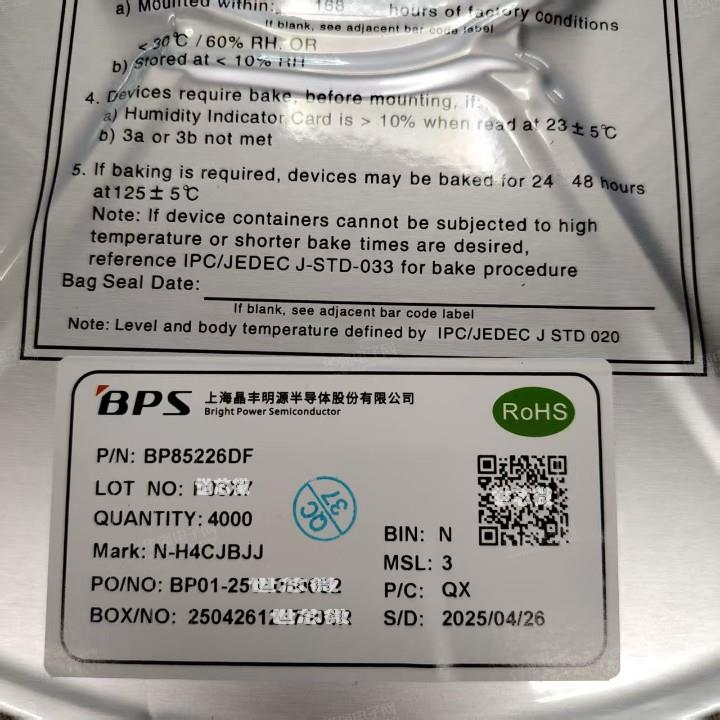 a) Mounted within: 168 hours of factory conditions
If blank, see adjacent bar code label
< 30℃ / 60% RH. OR
b) Stored at < 10% RH
4. Devices require bake, before mounting, if:
a) Humidity Indicator Card is > 10% when read at 23 ± 5℃
b) 3a or 3b not met
5. If baking is required, devices may be baked for 24 48 hours
at 125 ± 5℃
Note: If device containers cannot be subjected to high
temperature or shorter bake times are desired,
reference IPC/JEDEC J-STD-033 for bake procedure
Bag Seal Date:
If blank, see adjacent bar code label
Note: Level and body temperature defined by IPC/JEDEC J STD 020
BPS 上海晶丰明源半导体股份有限公司
Bright Power Semiconductor
RoHS
P/N: BP85226DF
LOT NO:
QUANTITY: 4000
QC 37
Mark: N-H4CJBJJ
PO/NO:
BOX/NO:
BIN: N
MSL: 3
P/C: QX
S/D: 2025/04/26